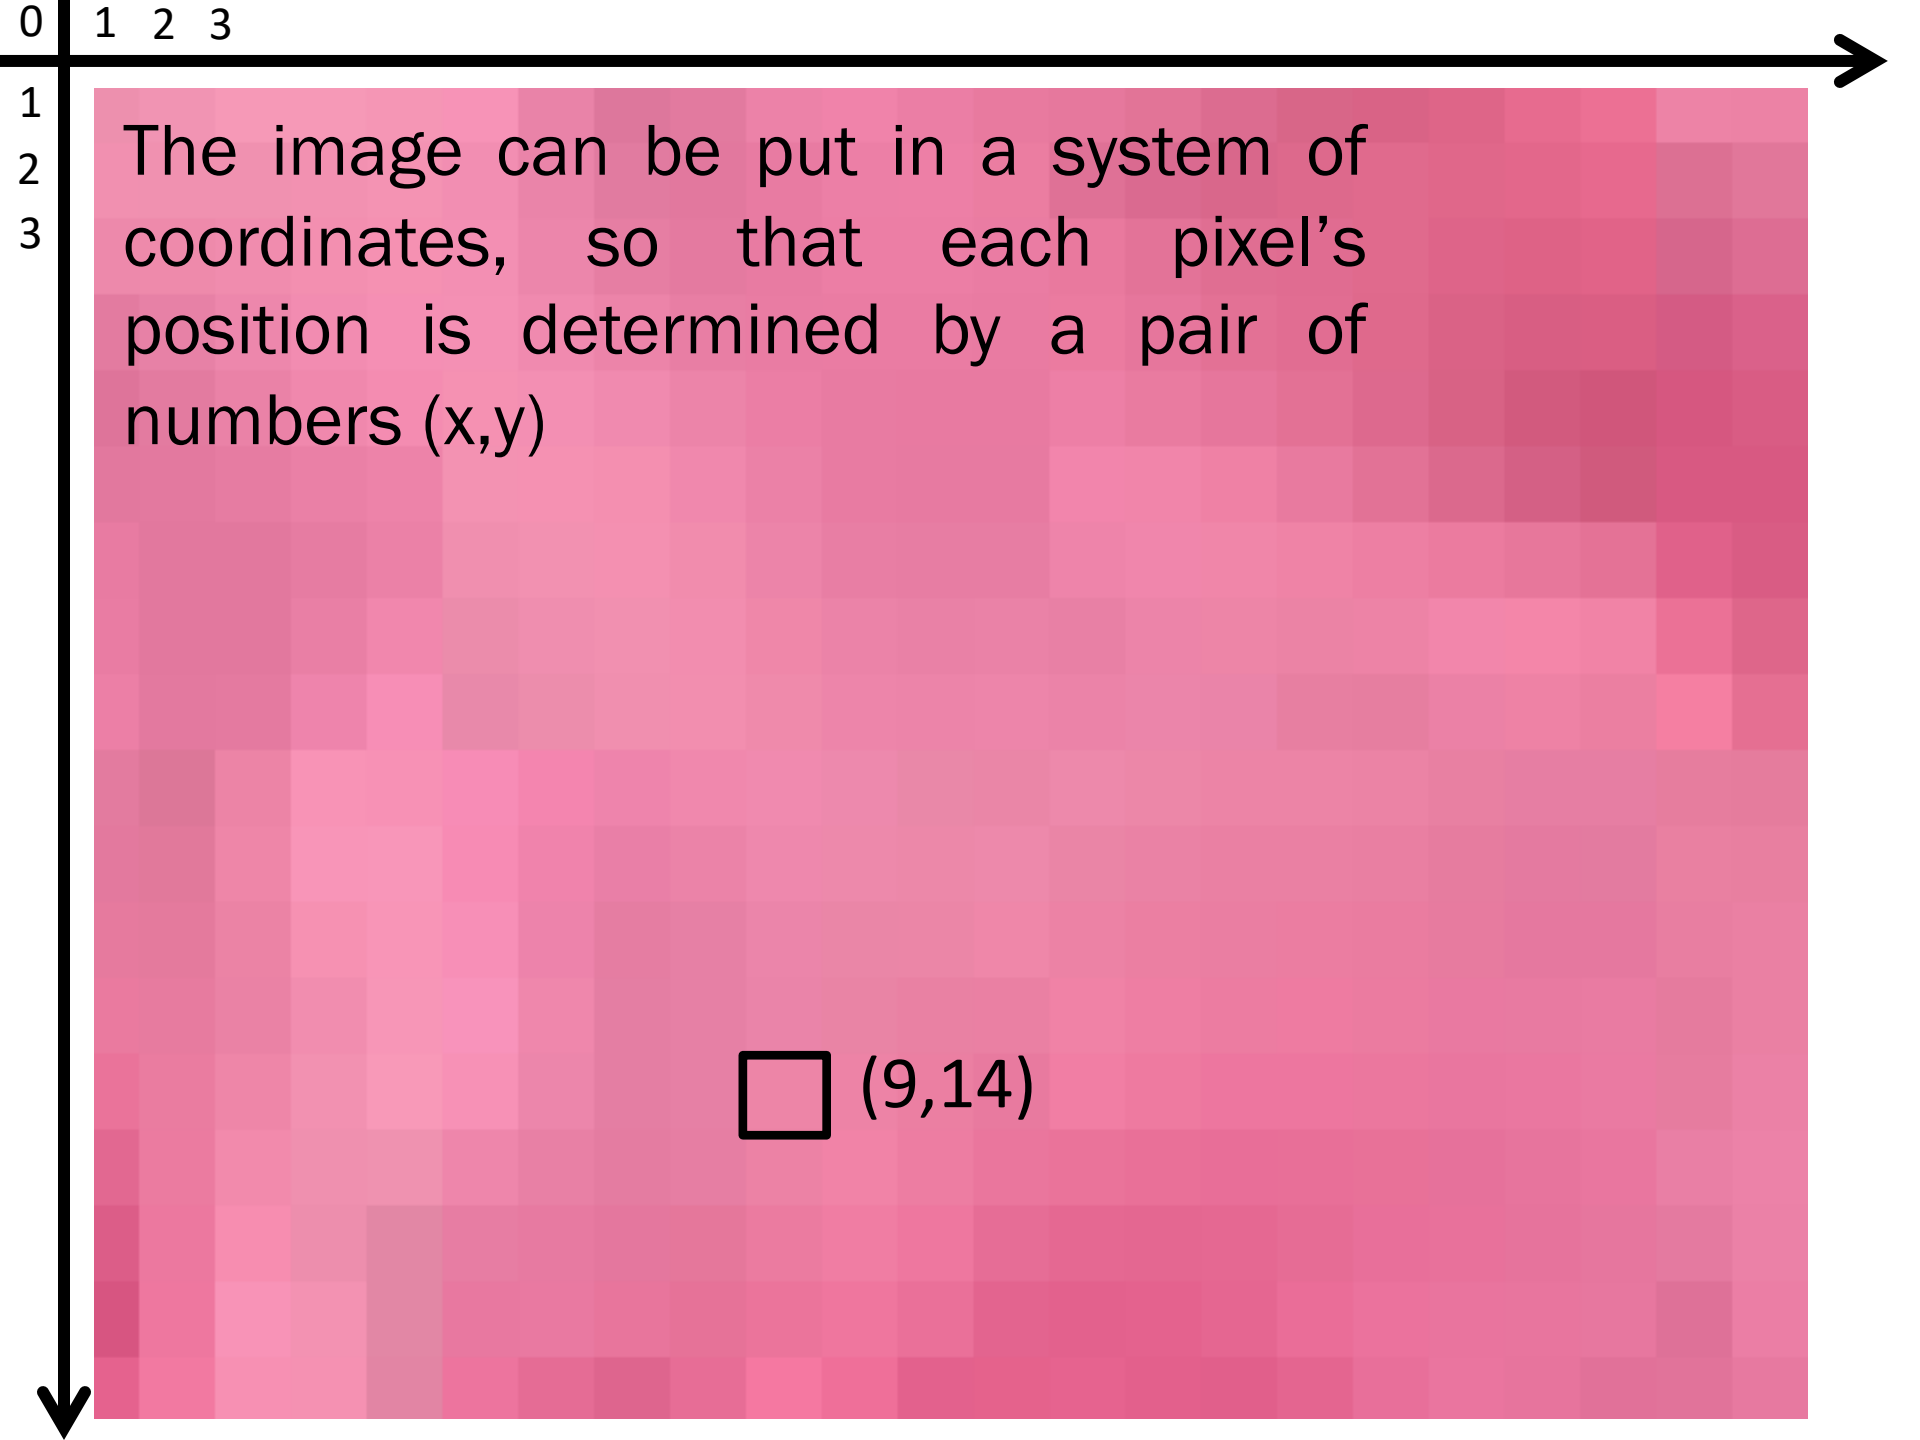 0 1 2 3
1
2
3
The image can be put in a system of
coordinates, so that each pixel’s
position is determined by a pair of
numbers (x,y)
(9,14)